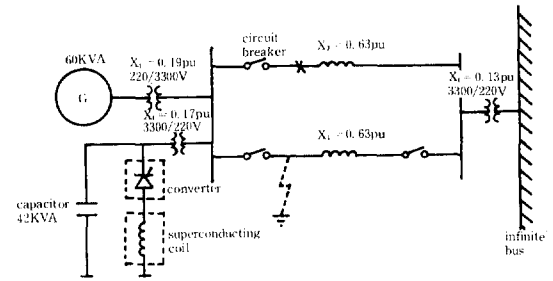 60KVA
G
X_t = 0.19pu
220/3300V
X_t = 0.17pu
3300/220V
circuit
breaker
X_L = 0.63pu
X_L = 0.63pu
X_t = 0.13pu
3300/220V
converter
capacitor
42KVA
superconducting
coil
infinite
bus